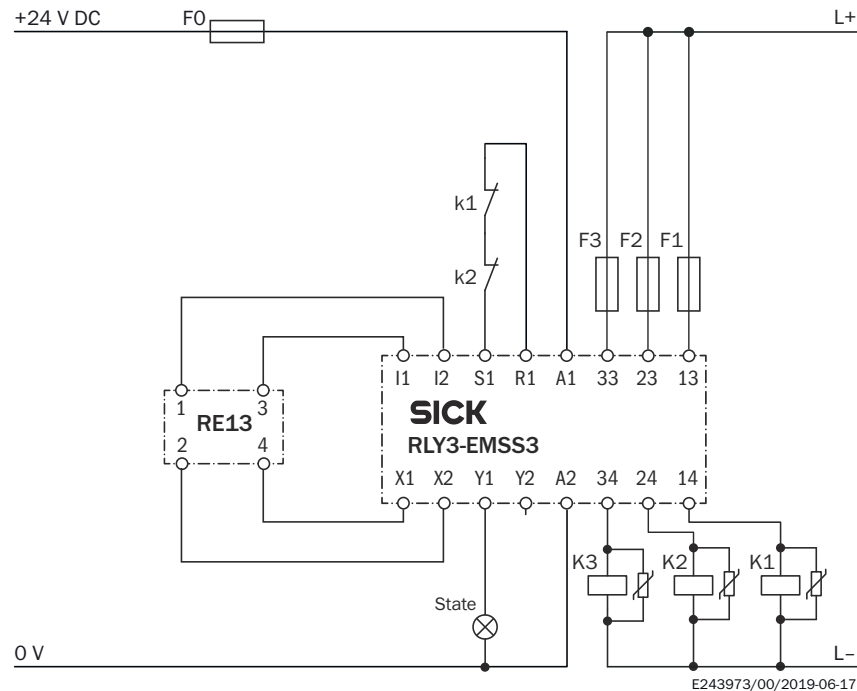 +24 V DC F0 L+
k1
k2
F3 F2 F1
I1 I2 S1 R1 A1 33 23 13
1 3
RE13
2 4
SICK
RLY3-EMSS3
X1 X2 Y1 Y2 A2 34 24 14
K3 K2 K1
State
0 V L–
E243973/00/2019-06-17